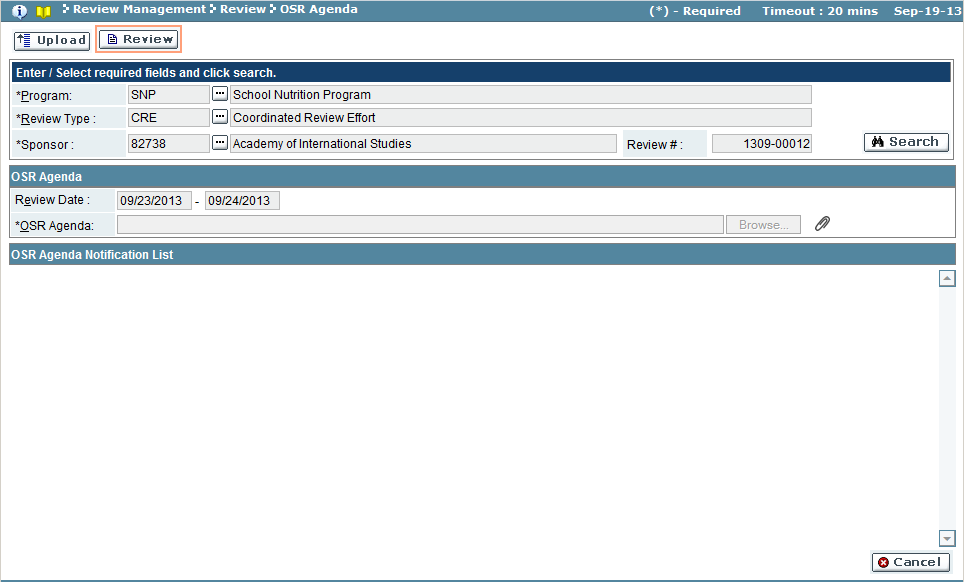 Review Management Review OSR Agenda (*) - Required Timeout : 20 mins Sep-19-13
Upload Review
Enter / Select required fields and click search.
*Program: SNP ... School Nutrition Program
*Review Type : CRE ... Coordinated Review Effort
*Sponsor : 82738 ... Academy of International Studies Review # : 1309-00012 Search
OSR Agenda
Review Date : 09/23/2013 - 09/24/2013
*OSR Agenda: Browse...
OSR Agenda Notification List
Cancel